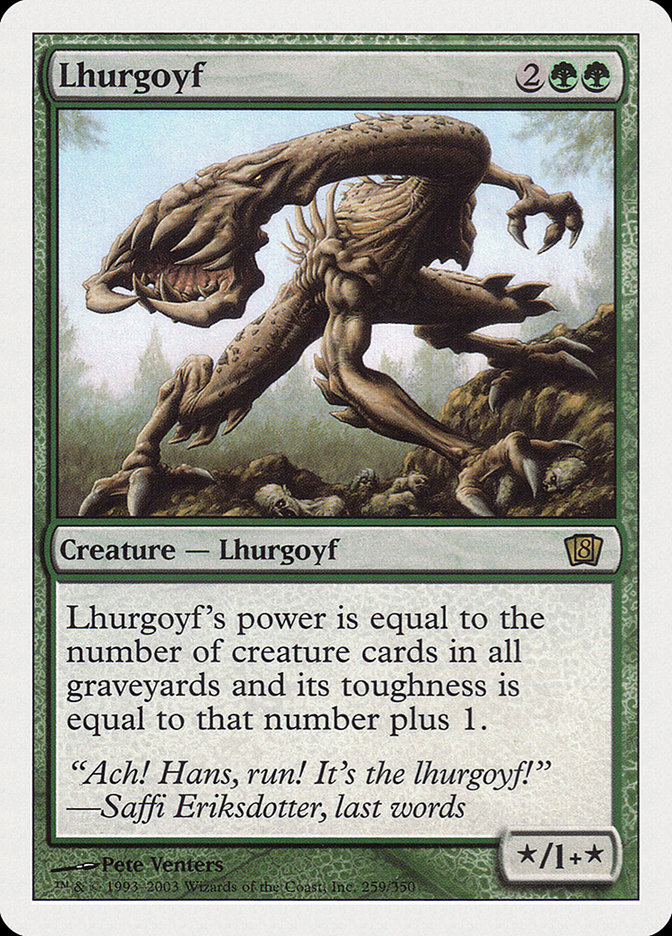 Lhurgoyf 2
Creature — Lhurgoyf 8
Lhurgoyf's power is equal to the
number of creature cards in all
graveyards and its toughness is
equal to that number plus 1.
“Ach! Hans, run! It's the lhurgoyf!”
—Saffi Eriksdotter, last words
★/1+★
Pete Venters
™ & © 1993–2003 Wizards of the Coast, Inc. 259/350